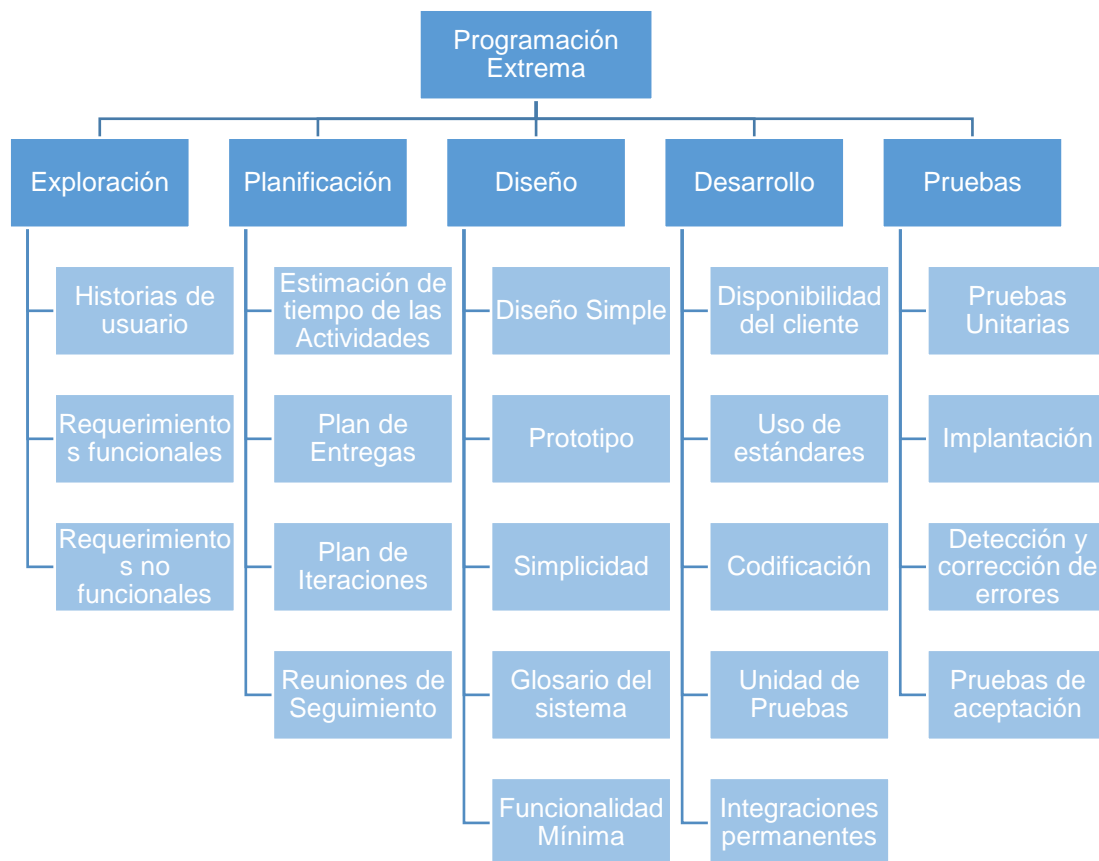 Programación
Extrema
Exploración
Historias de
usuario
Requerimiento
s funcionales
Requerimiento
s no
funcionales
Planificación
Estimación de
tiempo de las
Actividades
Plan de
Entregas
Plan de
Iteraciones
Reuniones de
Seguimiento
Diseño
Diseño Simple
Prototipo
Simplicidad
Glosario del
sistema
Funcionalidad
Mínima
Desarrollo
Disponibilidad
del cliente
Uso de
estándares
Codificación
Unidad de
Pruebas
Integraciones
permanentes
Pruebas
Pruebas
Unitarias
Implantación
Detección y
corrección de
errores
Pruebas de
aceptación